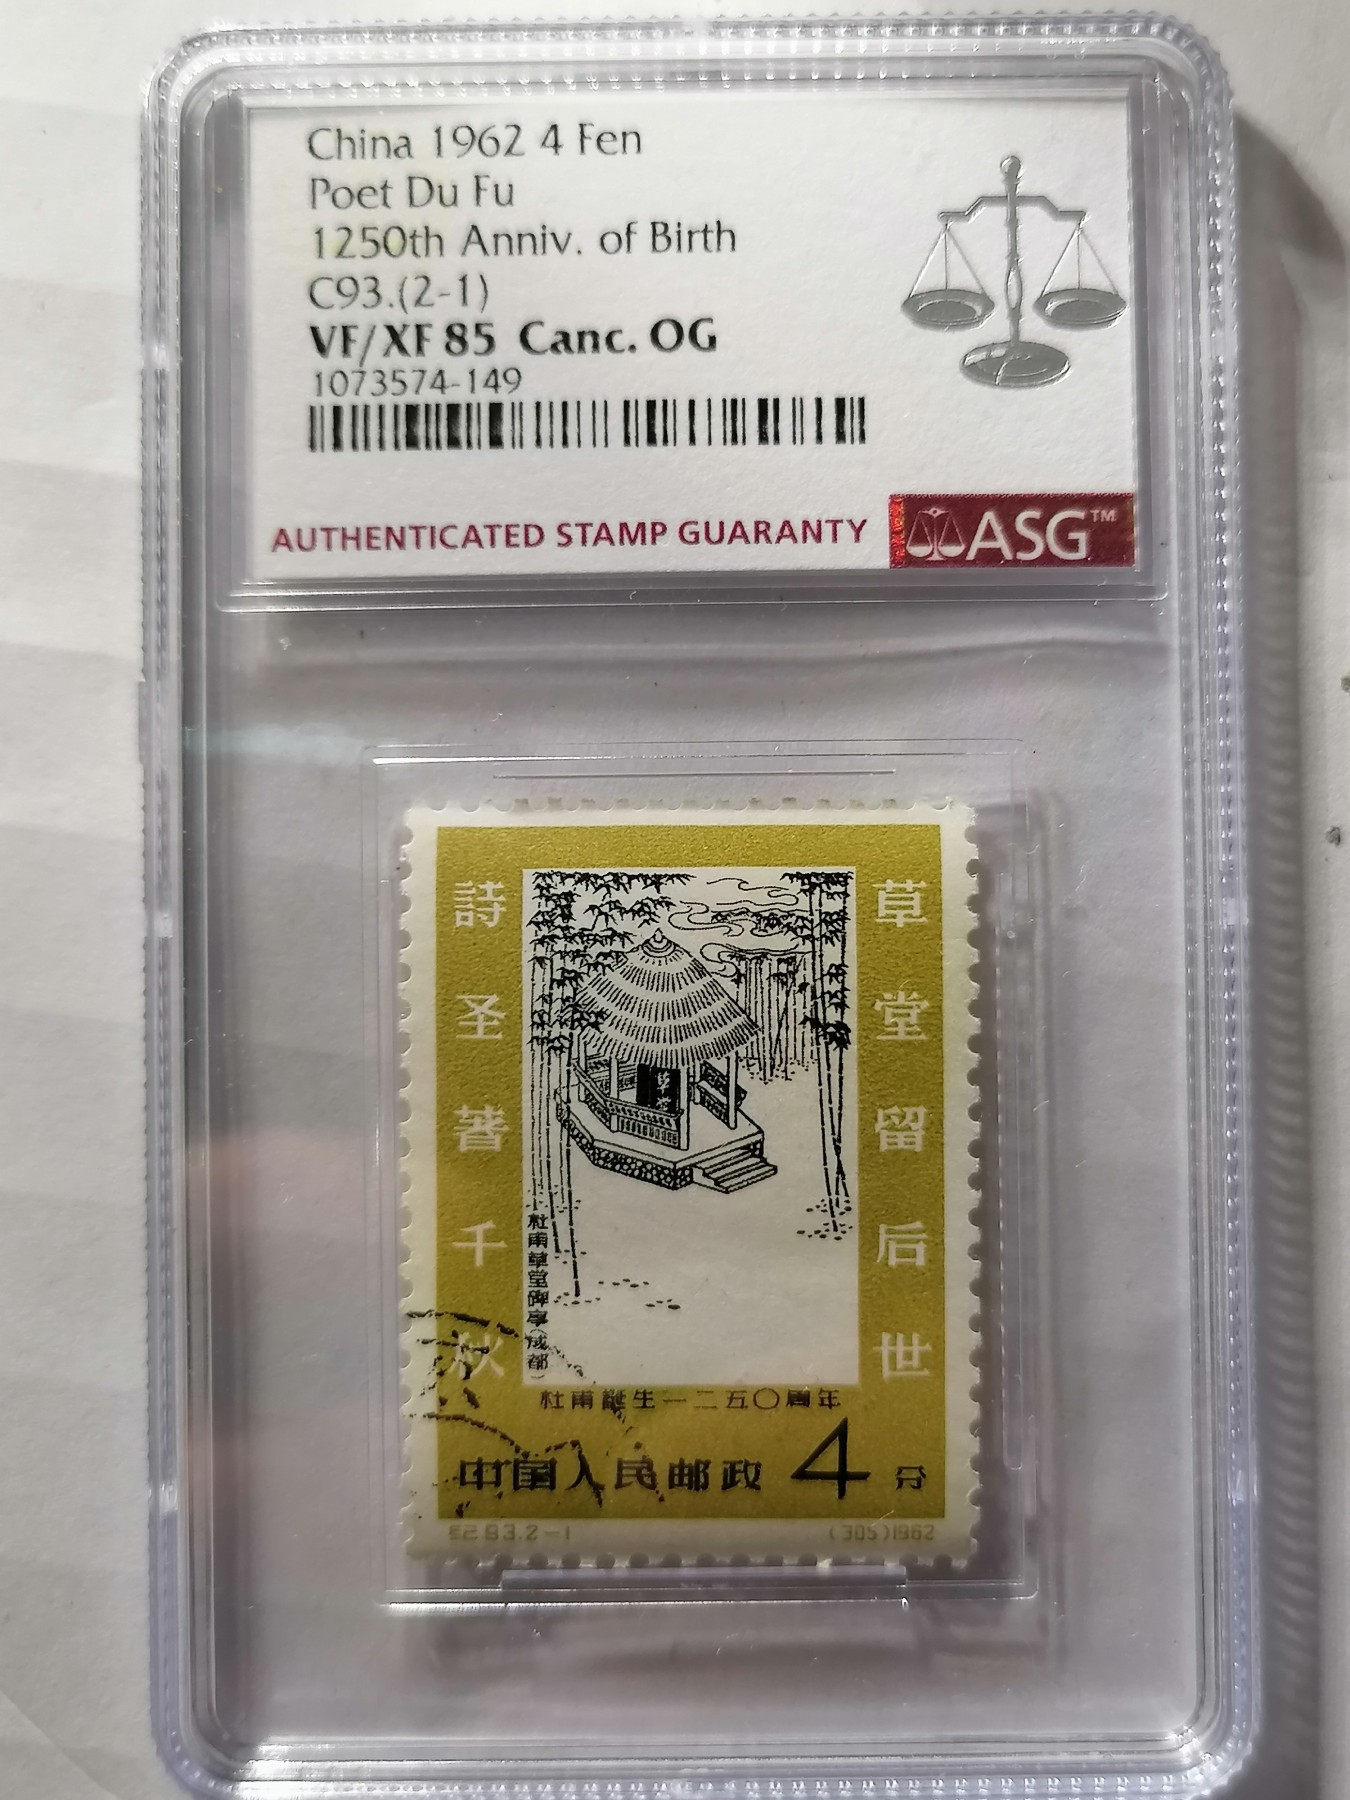 China 1962 4 Fen
Poet Du Fu
1250th Anniv. of Birth
C93.(2-1)
VF/XF 85 Canc. OG
1073574-149
AUTHENTICATED STAMP GUARANTY
ASG™
草堂留后世
詩圣著千秋
草堂
杜甫草堂碑亭(成都)
杜甫誕生一二五〇周年
中国人民邮政 4 分
纪93.2-1 (305)1962